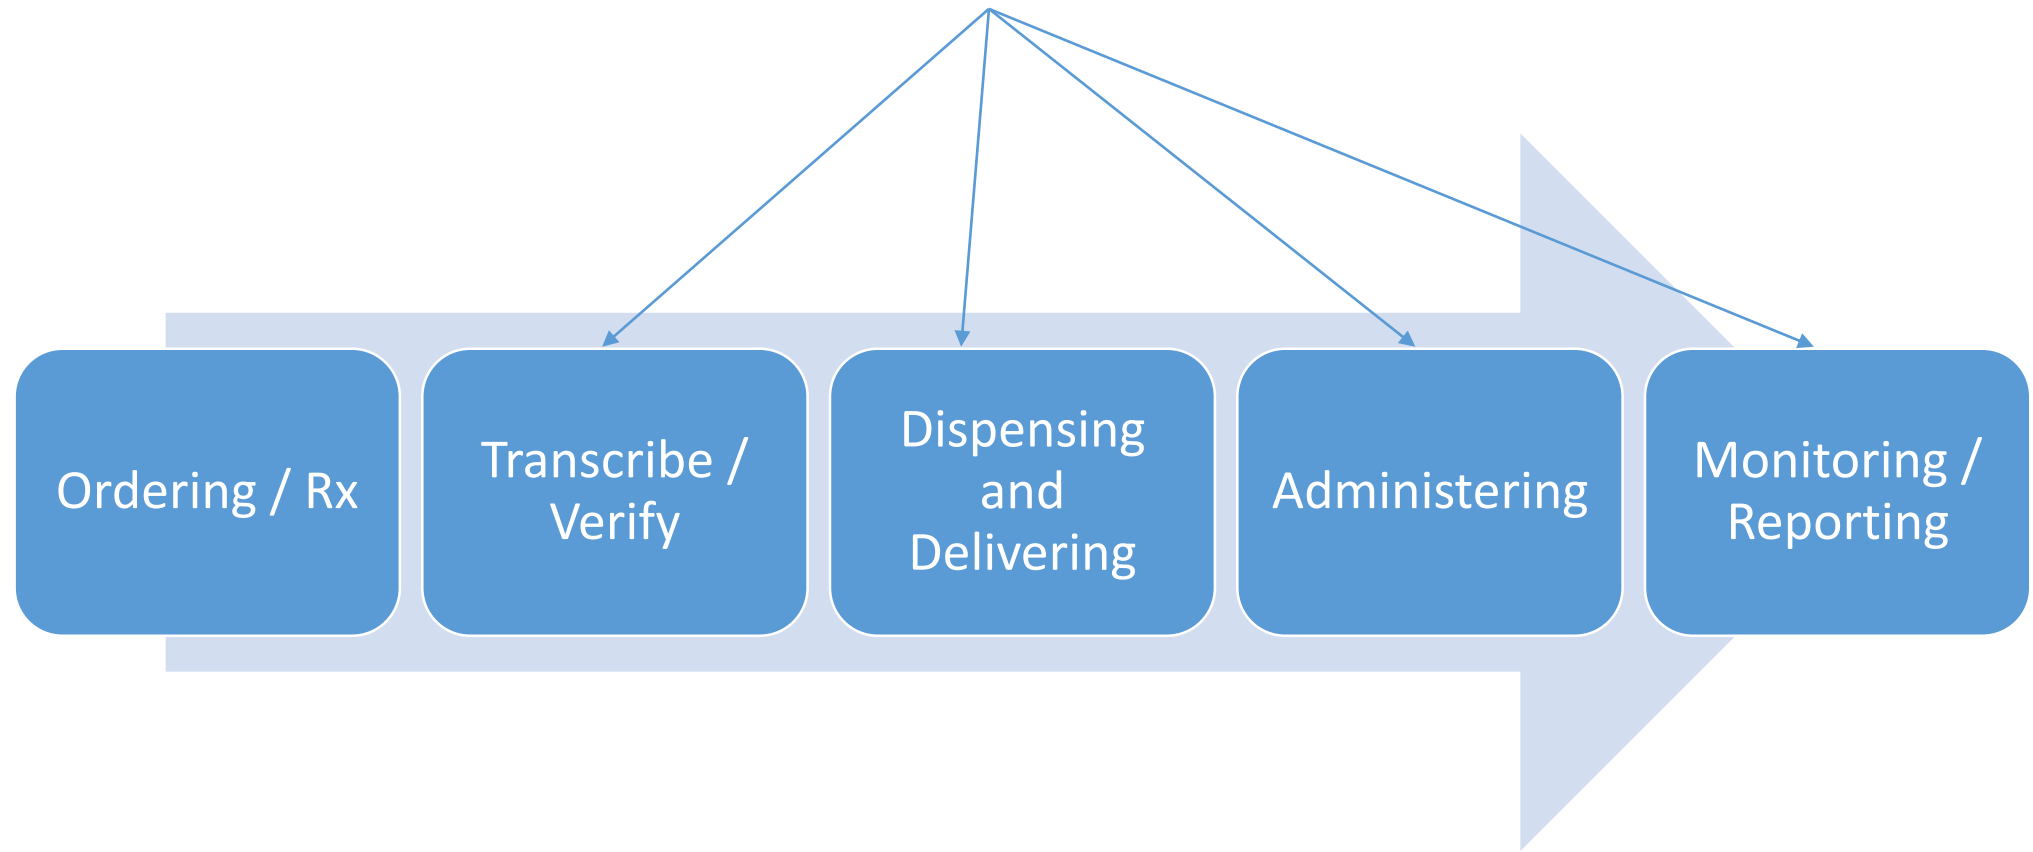 Ordering / Rx
Transcribe /
Verify
Dispensing
and
Delivering
Administering
Monitoring /
Reporting